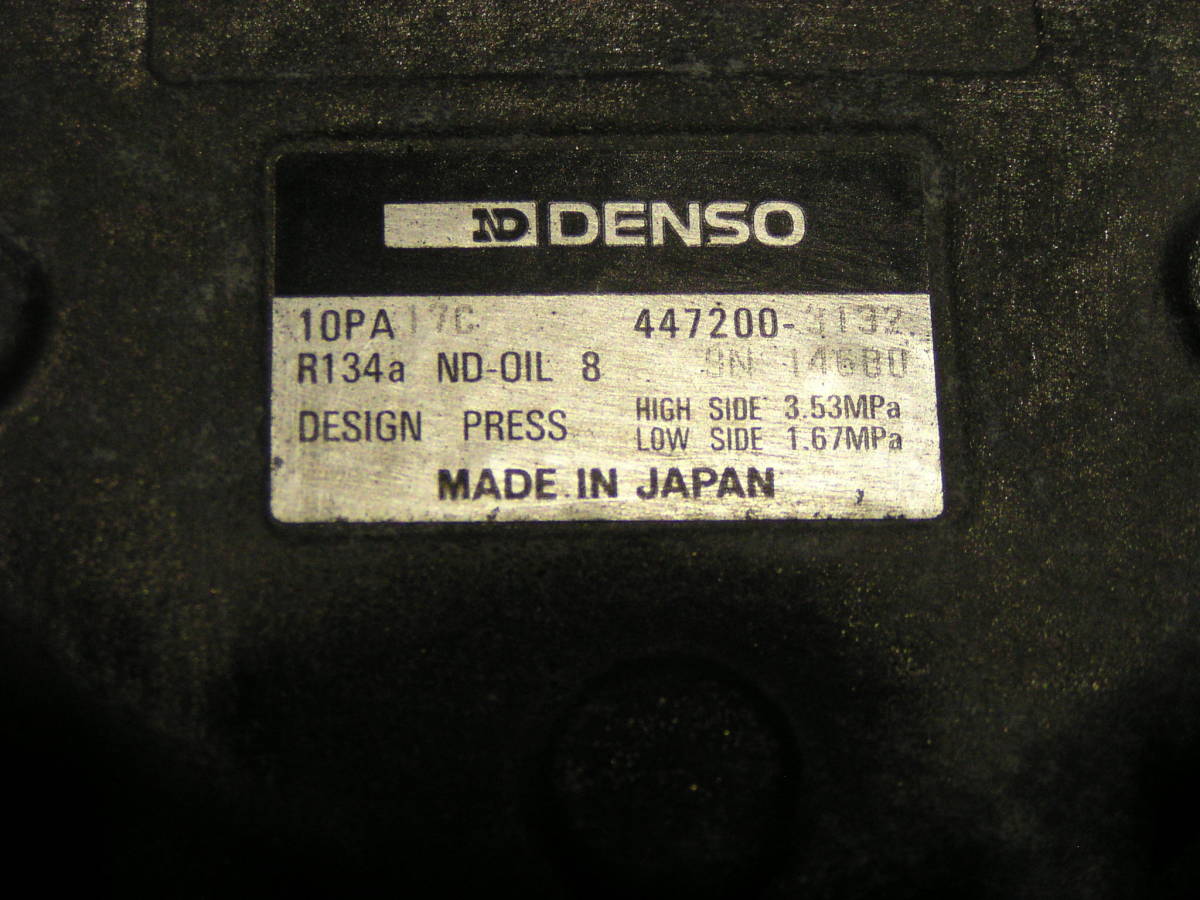 ND DENSO
10PA17C 447200-
R134a ND-OIL 8
DESIGN PRESS HIGH SIDE 3.53MPa
LOW SIDE 1.67MPa
MADE IN JAPAN